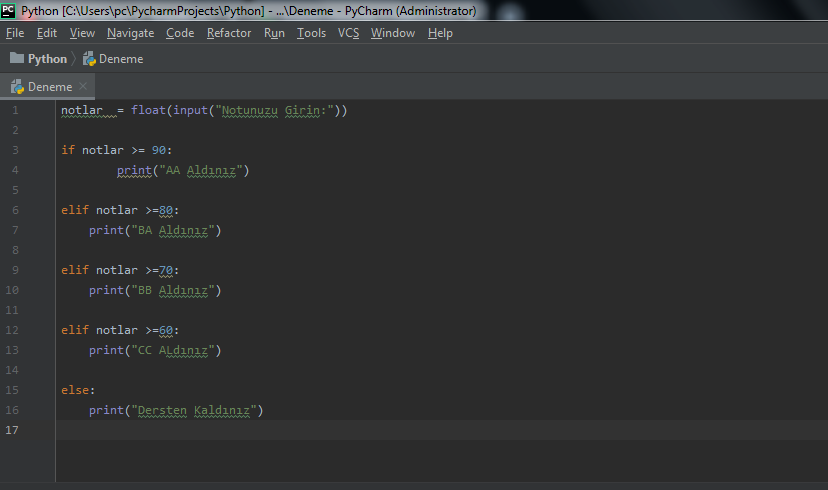 PC Python [C:\Users\pc\PycharmProjects\Python] - ...\Deneme - PyCharm (Administrator)
File Edit View Navigate Code Refactor Run Tools VCS Window Help
Python Deneme
Deneme
1 notlar  = float(input("Notunuzu Girin:"))
2
3 if notlar >= 90:
4         print("AA Aldınız")
5
6 elif notlar >=80:
7     print("BA Aldınız")
8
9 elif notlar >=70:
10     print("BB Aldınız")
11
12 elif notlar >=60:
13     print("CC ALdınız")
14
15 else:
16     print("Dersten Kaldınız")
17